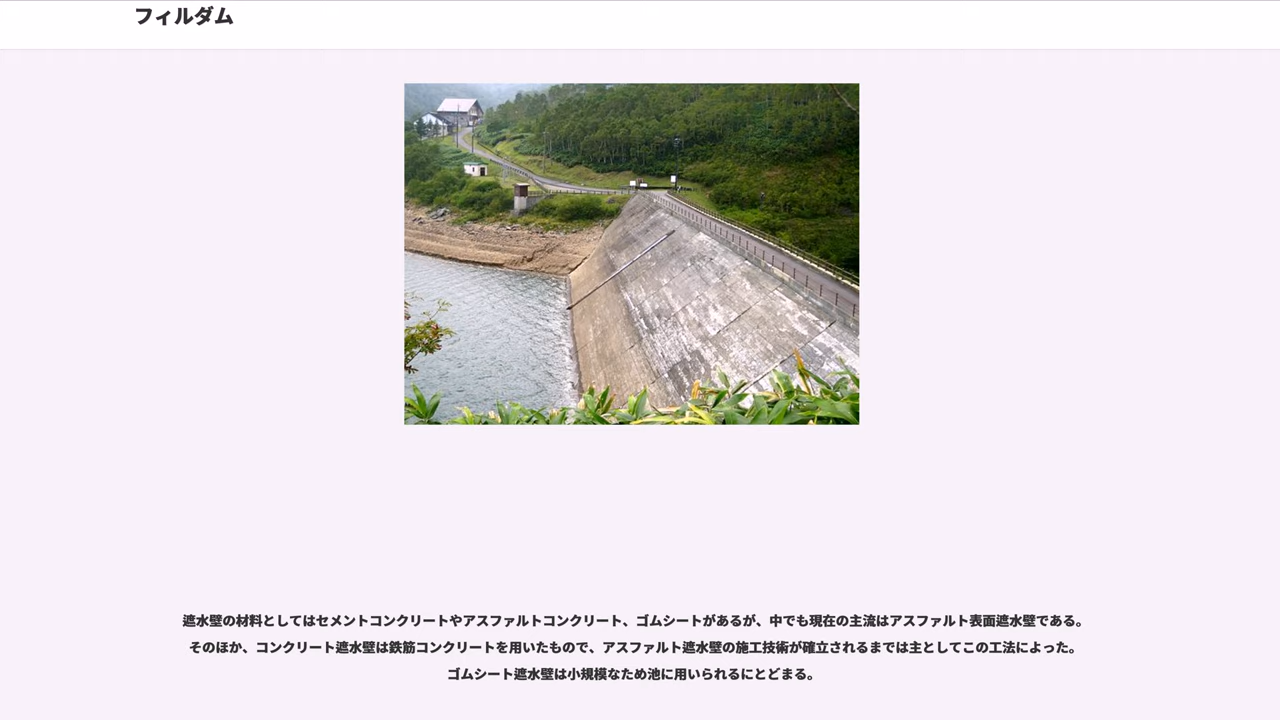 フィルダム
遮水壁の材料としてはセメントコンクリートやアスファルトコンクリート、ゴムシートがあるが、中でも現在の主流はアスファルト表面遮水壁である。
そのほか、コンクリート遮水壁は鉄筋コンクリートを用いたもので、アスファルト遮水壁の施工技術が確立されるまでは主としてこの工法によった。
ゴムシート遮水壁は小規模なため池に用いられるにとどまる。